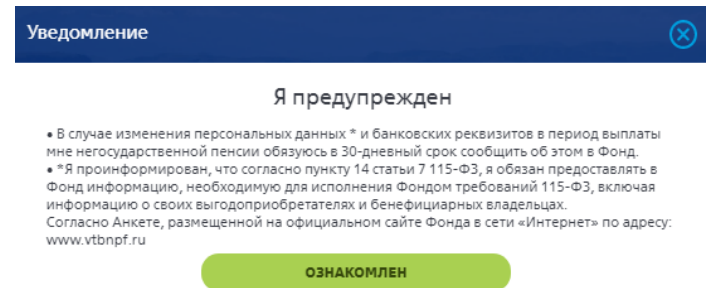 Уведомление
Я предупрежден
• В случае изменения персональных данных * и банковских реквизитов в период выплаты
мне негосударственной пенсии обязуюсь в 30-дневный срок сообщить об этом в Фонд.
• *Я проинформирован, что согласно пункту 14 статьи 7 115-ФЗ, я обязан предоставлять в
Фонд информацию, необходимую для исполнения Фондом требований 115-ФЗ, включая
информацию о своих выгодоприобретателях и бенефициарных владельцах.
Согласно Анкете, размещенной на официальном сайте Фонда в сети «Интернет» по адресу:
www.vtbnpf.ru
ОЗНАКОМЛЕН